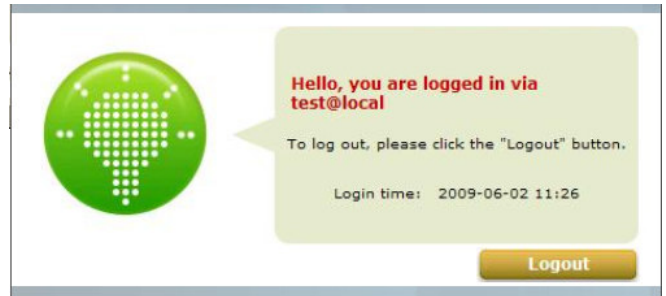 Hello, you are logged in via
test@local
To log out, please click the "Logout" button.
Login time: 2009-06-02 11:26
Logout